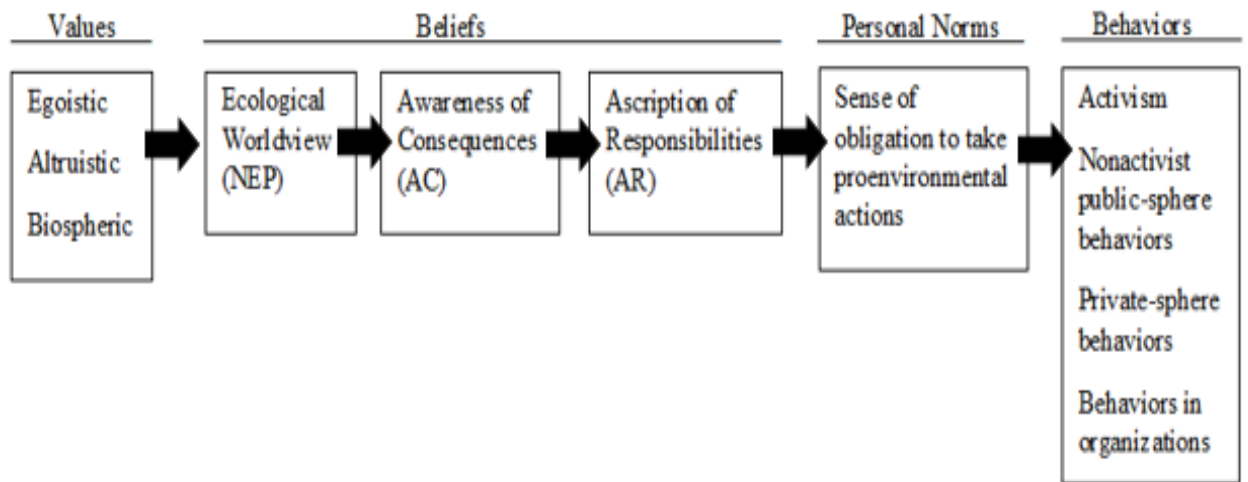 Values
Beliefs
Personal Norms
Behaviors
Egoistic
Altruistic
Biospheric
Ecological
Worldview
(NEP)
Awareness of
Consequences
(AC)
Ascription of
Responsibilities
(AR)
Sense of
obligation to take
proenvironmental
actions
Activism
Nonactivist
public-sphere
behaviors
Private-sphere
behaviors
Behaviors in
organizations